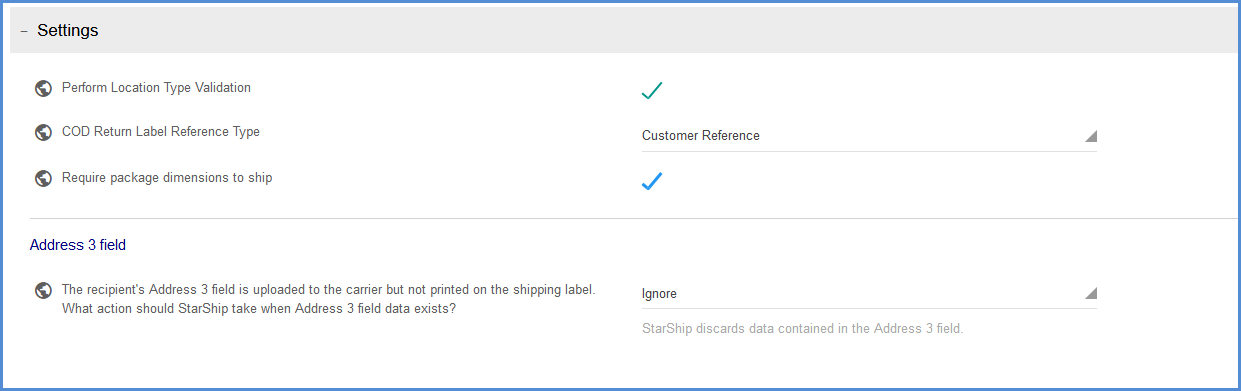 Settings
Perform Location Type Validation
COD Return Label Reference Type
Customer Reference
Require package dimensions to ship
Address 3 field
The recipient's Address 3 field is uploaded to the carrier but not printed on the shipping label.
What action should StarShip take when Address 3 field data exists?
Ignore
StarShip discards data contained in the Address 3 field.